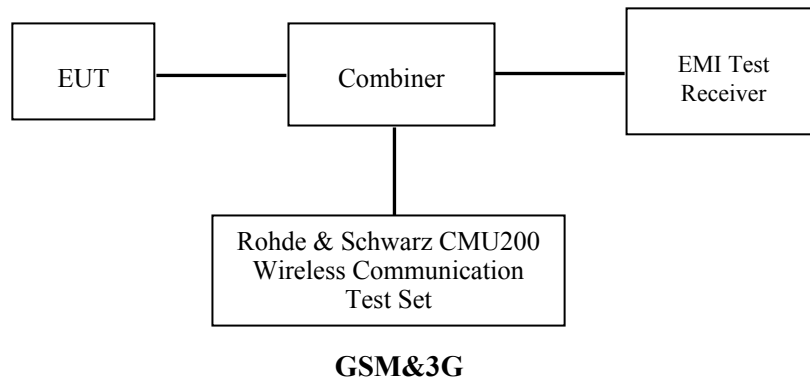 EUT
Combiner
EMI Test
Receiver
Rohde & Schwarz CMU200
Wireless Communication
Test Set
GSM&3G